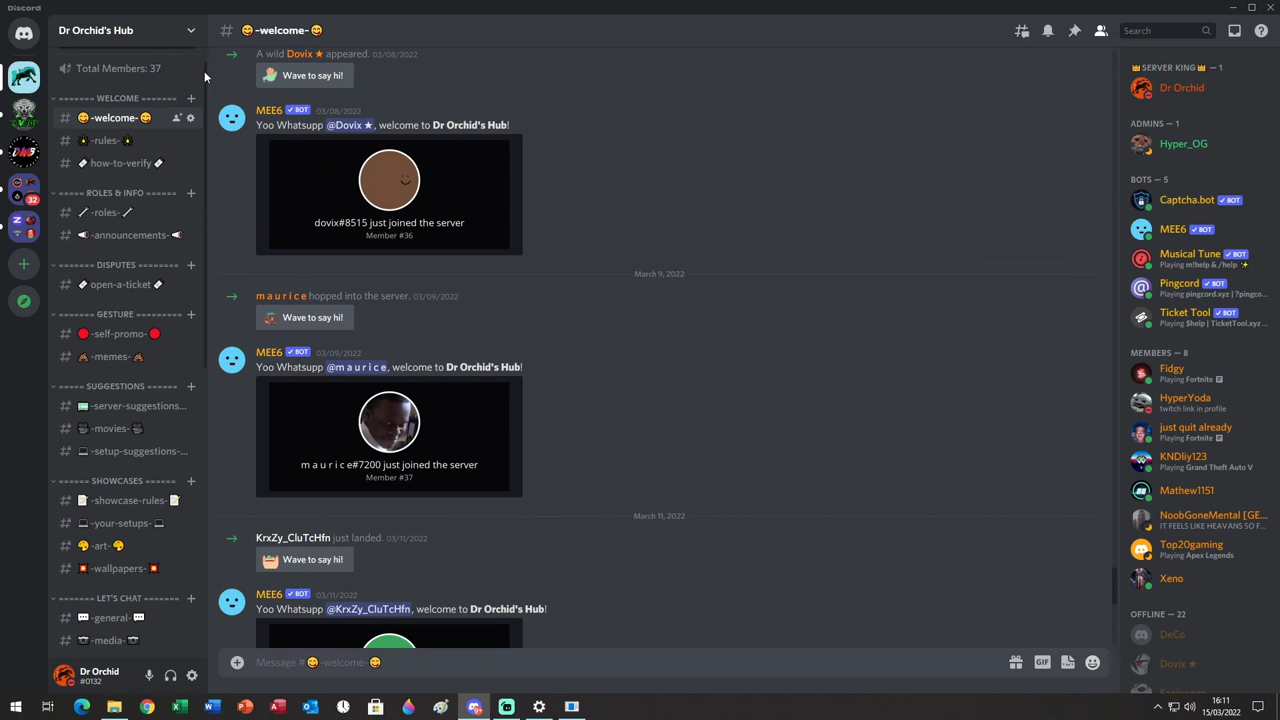 Discord
Dr Orchid's Hub
Total Members: 37
======= WELCOME =======
-welcome-
-rules-
how-to-verify
===== ROLES & INFO ======
-roles-
-announcements-
======= DISPUTES =======
open-a-ticket
======= GESTURE =======
-self-promo-
-memes-
====== SUGGESTIONS ======
-server-suggestions...
-movies-
-setup-suggestions-...
====== SHOWCASES ======
-showcase-rules-
-your-setups-
-art-
-wallpapers-
======= LET'S CHAT =======
-general-
-media-
Dr Orchid
#0132
# -welcome-
Search
A wild Dovix ★ appeared. 03/08/2022
Wave to say hi!
MEE6 ✓ BOT 03/08/2022
Yoo Whatsupp @Dovix ★, welcome to Dr Orchid's Hub!
dovix#8515 just joined the server
Member #36
March 9, 2022
m a u r i c e hopped into the server. 03/09/2022
Wave to say hi!
MEE6 ✓ BOT 03/09/2022
Yoo Whatsupp @m a u r i c e, welcome to Dr Orchid's Hub!
m a u r i c e#7200 just joined the server
Member #37
March 11, 2022
KrxZy_CluTcHfn just landed. 03/11/2022
Wave to say hi!
MEE6 ✓ BOT 03/11/2022
Yoo Whatsupp @KrxZy_CluTcHfn, welcome to Dr Orchid's Hub!
Message # -welcome-
GIF
SERVER KING — 1
Dr Orchid
ADMINS — 1
Hyper_OG
BOTS — 5
Captcha.bot ✓ BOT
MEE6 ✓ BOT
Musical Tune ✓ BOT
Playing m!help & /help
Pingcord ✓ BOT
Playing pingcord.xyz | ?pingco...
Ticket Tool ✓ BOT
Playing $help | TicketTool.xyz ...
MEMBERS — 8
Fidgy
Playing Fortnite
HyperYoda
twitch link in profile
just quit already
Playing Fortnite
KNDliy123
Playing Grand Theft Auto V
Mathew1151
NoobGoneMental [GE...
IT FEELS LIKE HEAVANS SO F...
Top20gaming
Playing Apex Legends
Xeno
OFFLINE — 22
DeCo
Dovix ★
32
16:11
15/03/2022